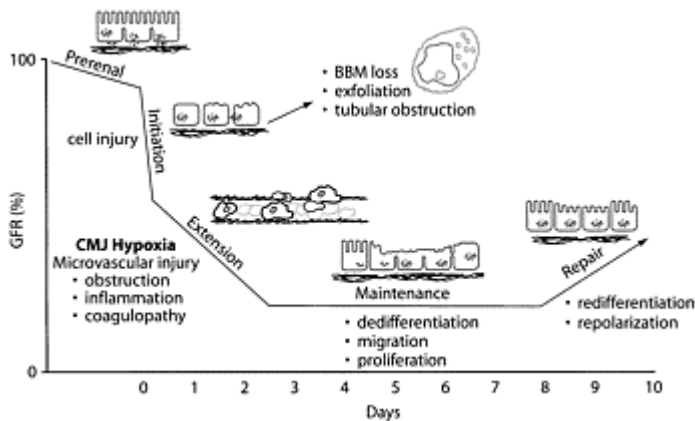 100
Prerenal
• BBM loss
• exfoliation
• tubular obstruction
cell injury
Initiation
GFR (%)
Extension
CMJ Hypoxia
Microvascular injury
• obstruction
• inflammation
• coagulopathy
Maintenance
• dedifferentiation
• migration
• proliferation
Repair
• redifferentiation
• repolarization
0
0 1 2 3 4 5 6 7 8 9 10
Days